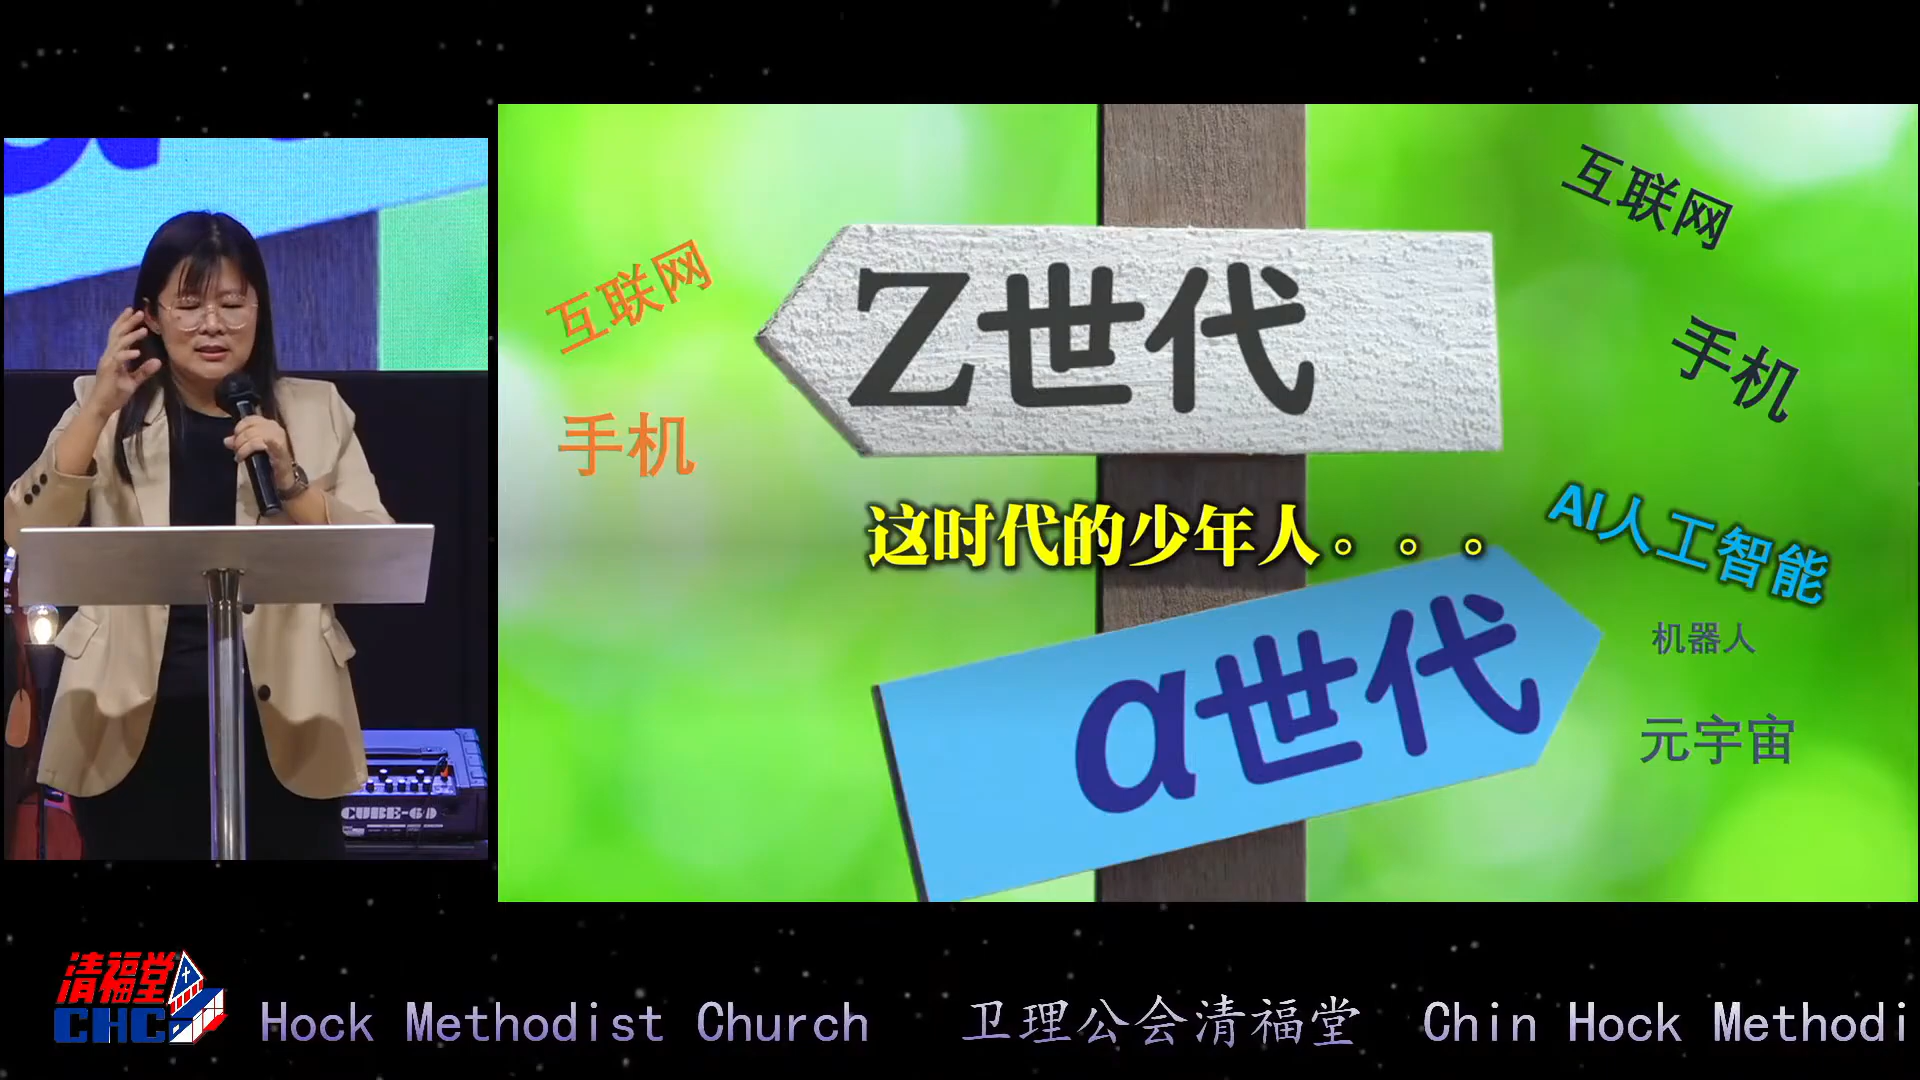 互联网
手机
Z世代
这时代的少年人。。。
α世代
互联网
手机
AI人工智能
机器人
元宇宙
CUBE-60
清福堂
CHC
Hock Methodist Church 卫理公会清福堂 Chin Hock Methodi